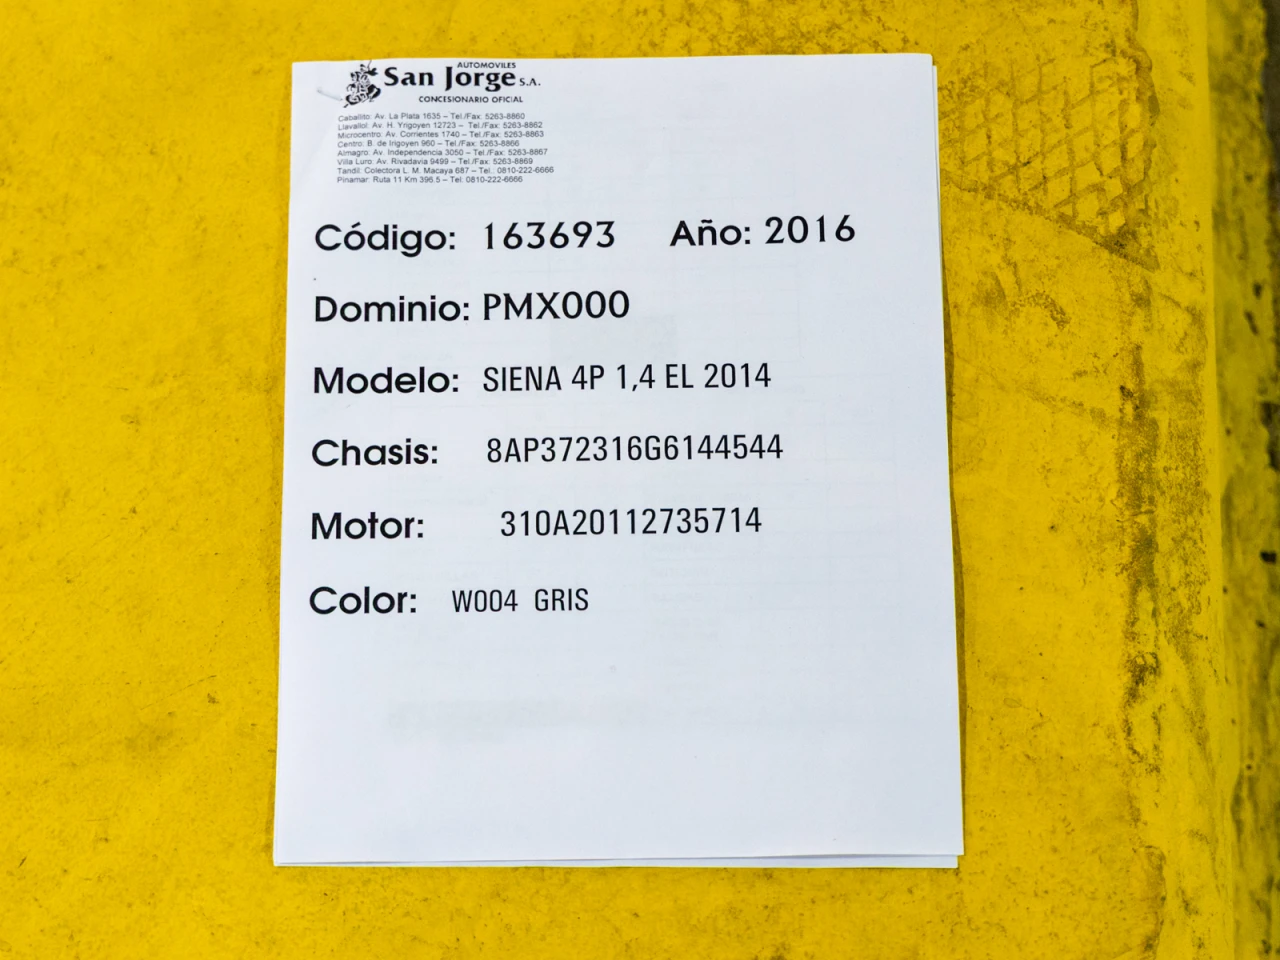 AUTOMOVILES
San Jorge S.A.
CONCESIONARIO OFICIAL
Caballito: Av. La Plata 1635 – Tel./Fax: 5263-8860
Llavallol: Av. H. Yrigoyen 12723 – Tel./Fax: 5263-8862
Microcentro: Av. Corrientes 1740 – Tel./Fax: 5263-8863
Centro: B. de Irigoyen 960 – Tel./Fax: 5263-8866
Almagro: Av. Independencia 3050 – Tel./Fax: 5263-8867
Villa Luro: Av. Rivadavia 9499 – Tel./Fax: 5263-8869
Tandil: Colectora L. M. Macaya 687 – Tel.: 0810-222-6666
Pinamar: Ruta 11 Km 396.5 – Tel: 0810-222-6666
Código: 163693 Año: 2016
Dominio: PMX000
Modelo: SIENA 4P 1,4 EL 2014
Chasis: 8AP372316G6144544
Motor: 310A20112735714
Color: W004 GRIS